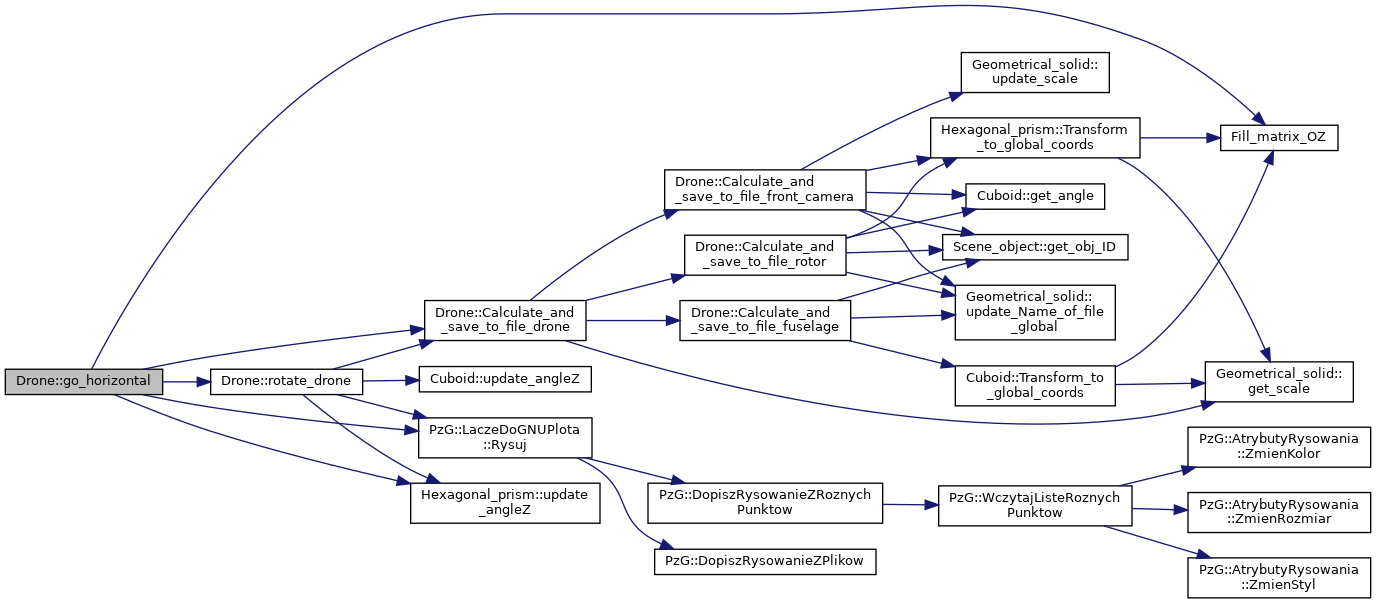 Drone::go_horizontal
Drone::rotate_drone
Drone::Calculate_and
_save_to_file_drone
Cuboid::update_angleZ
PzG::LaczeDoGNUPlota
::Rysuj
Hexagonal_prism::update
_angleZ
Drone::Calculate_and
_save_to_file_front_camera
Drone::Calculate_and
_save_to_file_rotor
Drone::Calculate_and
_save_to_file_fuselage
PzG::DopiszRysowanieZRoznych
Punktow
PzG::DopiszRysowanieZPlikow
Geometrical_solid::
update_scale
Hexagonal_prism::Transform
_to_global_coords
Cuboid::get_angle
Scene_object::get_obj_ID
Geometrical_solid::
update_Name_of_file
_global
Cuboid::Transform_to
_global_coords
PzG::WczytajListeRoznych
Punktow
Fill_matrix_OZ
Geometrical_solid::
get_scale
PzG::AtrybutyRysowania
::ZmienKolor
PzG::AtrybutyRysowania
::ZmienRozmiar
PzG::AtrybutyRysowania
::ZmienStyl